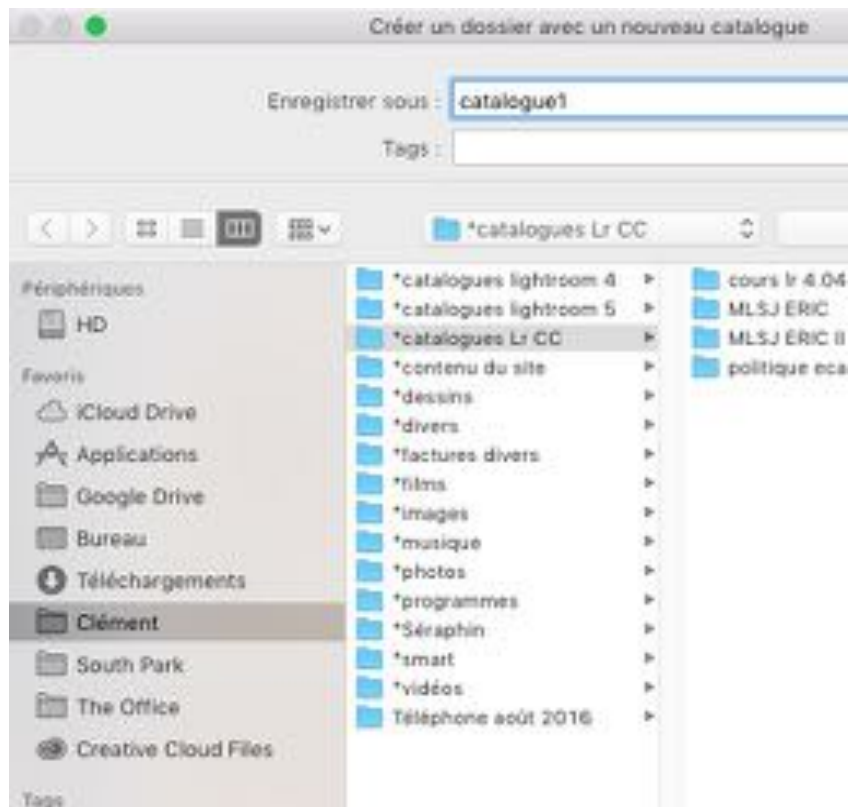 Créer un dossier avec un nouveau catalogue
Enregistrer sous :
catalogue1
Tags :
*catalogues Lr CC
Périphériques
HD
Favoris
iCloud Drive
Applications
Google Drive
Bureau
Téléchargements
Clément
South Park
The Office
Creative Cloud Files
Tags
*catalogues lightroom 4
*catalogues lightroom 5
*catalogues Lr CC
*contenu du site
*dessins
*divers
*factures divers
*films
*images
*musique
*photos
*programmes
*Séraphin
*smart
*vidéos
Téléphone août 2016
cours lr 4.04
MLSJ ERIC
MLSJ ERIC II
politique eca